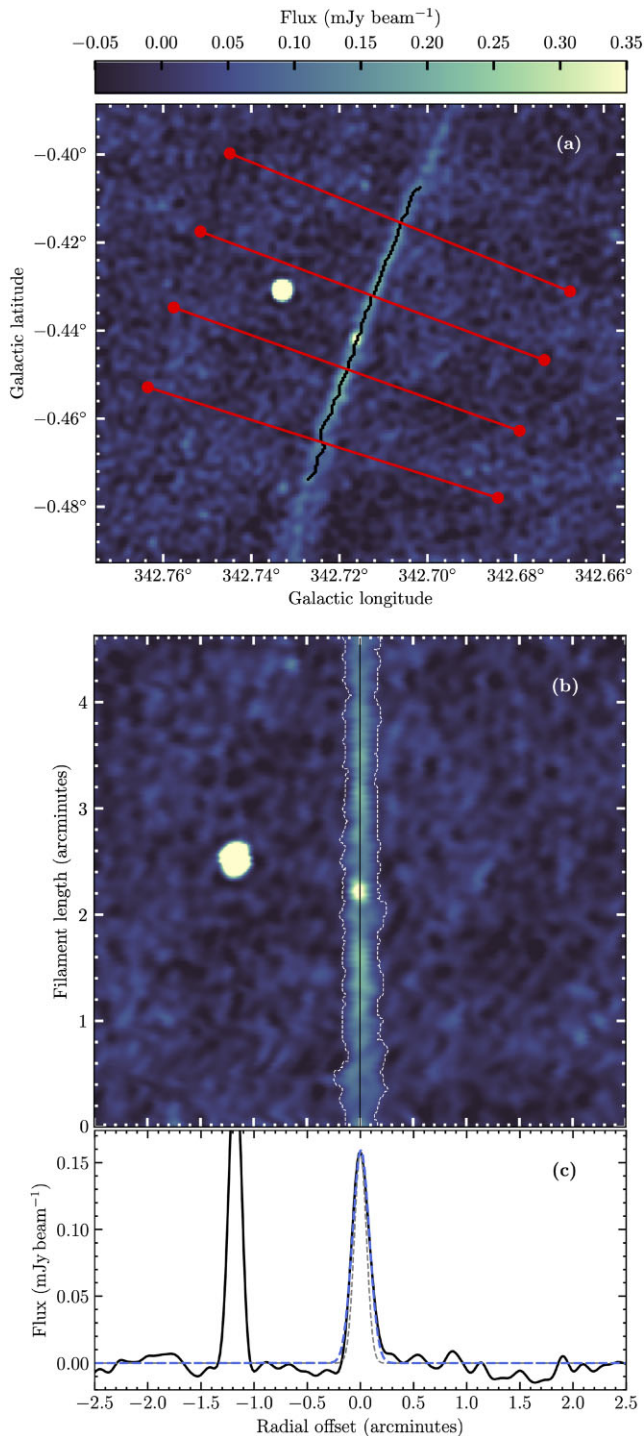 Flux (mJy beam⁻¹)
−0.05 0.00 0.05 0.10 0.15 0.20 0.25 0.30 0.35
(a)
−0.40°
−0.42°
−0.44°
−0.46°
−0.48°
Galactic latitude
342.76° 342.74° 342.72° 342.70° 342.68° 342.66°
Galactic longitude
(b)
4
3
2
1
0
Filament length (arcminutes)
(c)
0.15
0.10
0.05
0.00
Flux (mJy beam⁻¹)
−2.5 −2.0 −1.5 −1.0 −0.5 0.0 0.5 1.0 1.5 2.0 2.5
Radial offset (arcminutes)